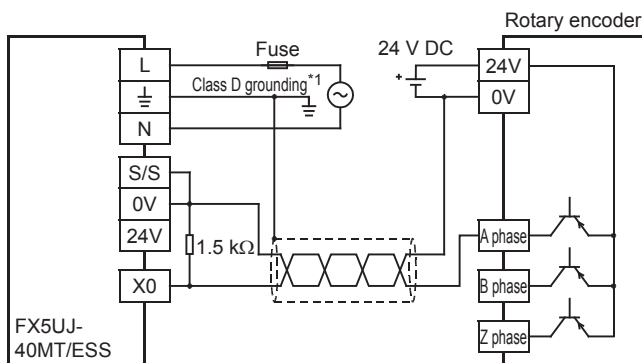 Rotary encoder
Fuse
24 V DC
L
Class D grounding*1
N
+
24V
0V
S/S
0V
24V
1.5 kΩ
X0
A phase
B phase
Z phase
FX5UJ-
40MT/ESS